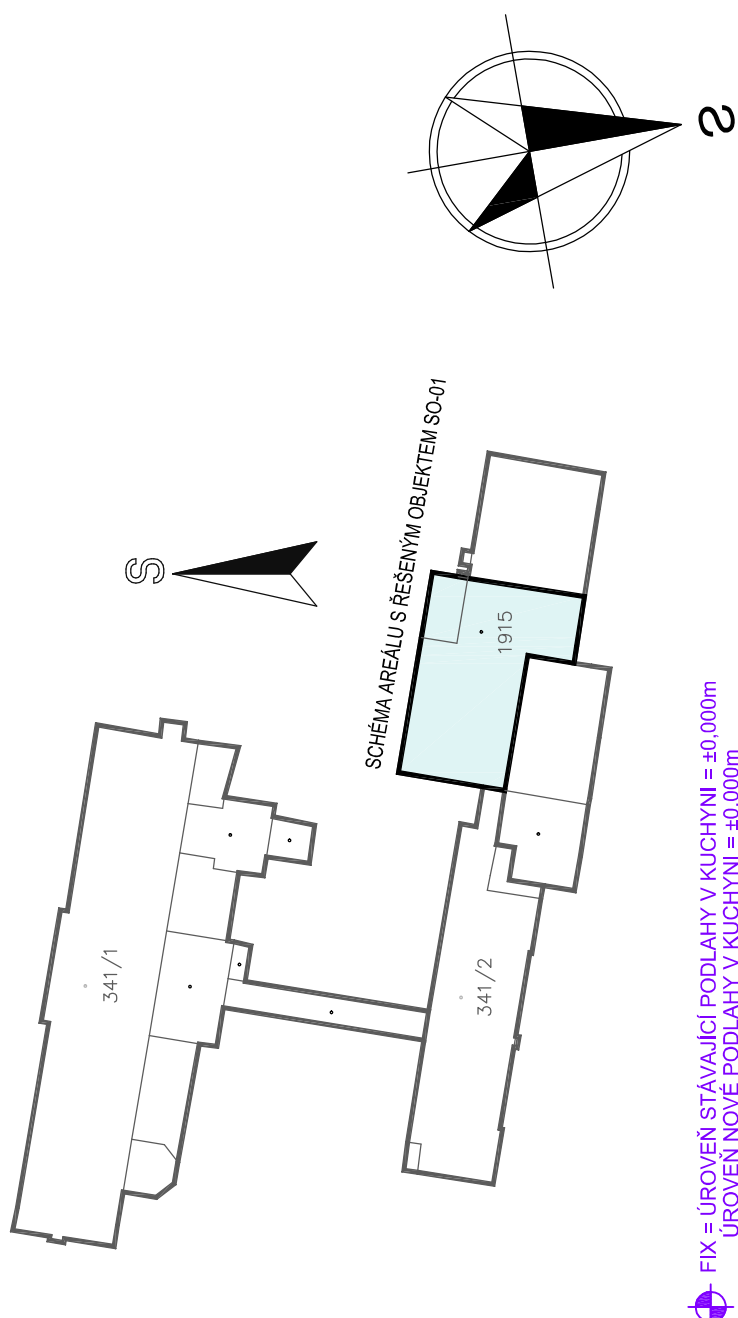 S
S
SCHÉMA AREÁLU S ŘEŠENÝM OBJEKTEM SO-01
1915
341/1
341/2
FIX = ÚROVEŇ STÁVAJÍCÍ PODLAHY V KUCHYNI = ±0,000m
ÚROVEŇ NOVÉ PODLAHY V KUCHYNI = ±0,000m